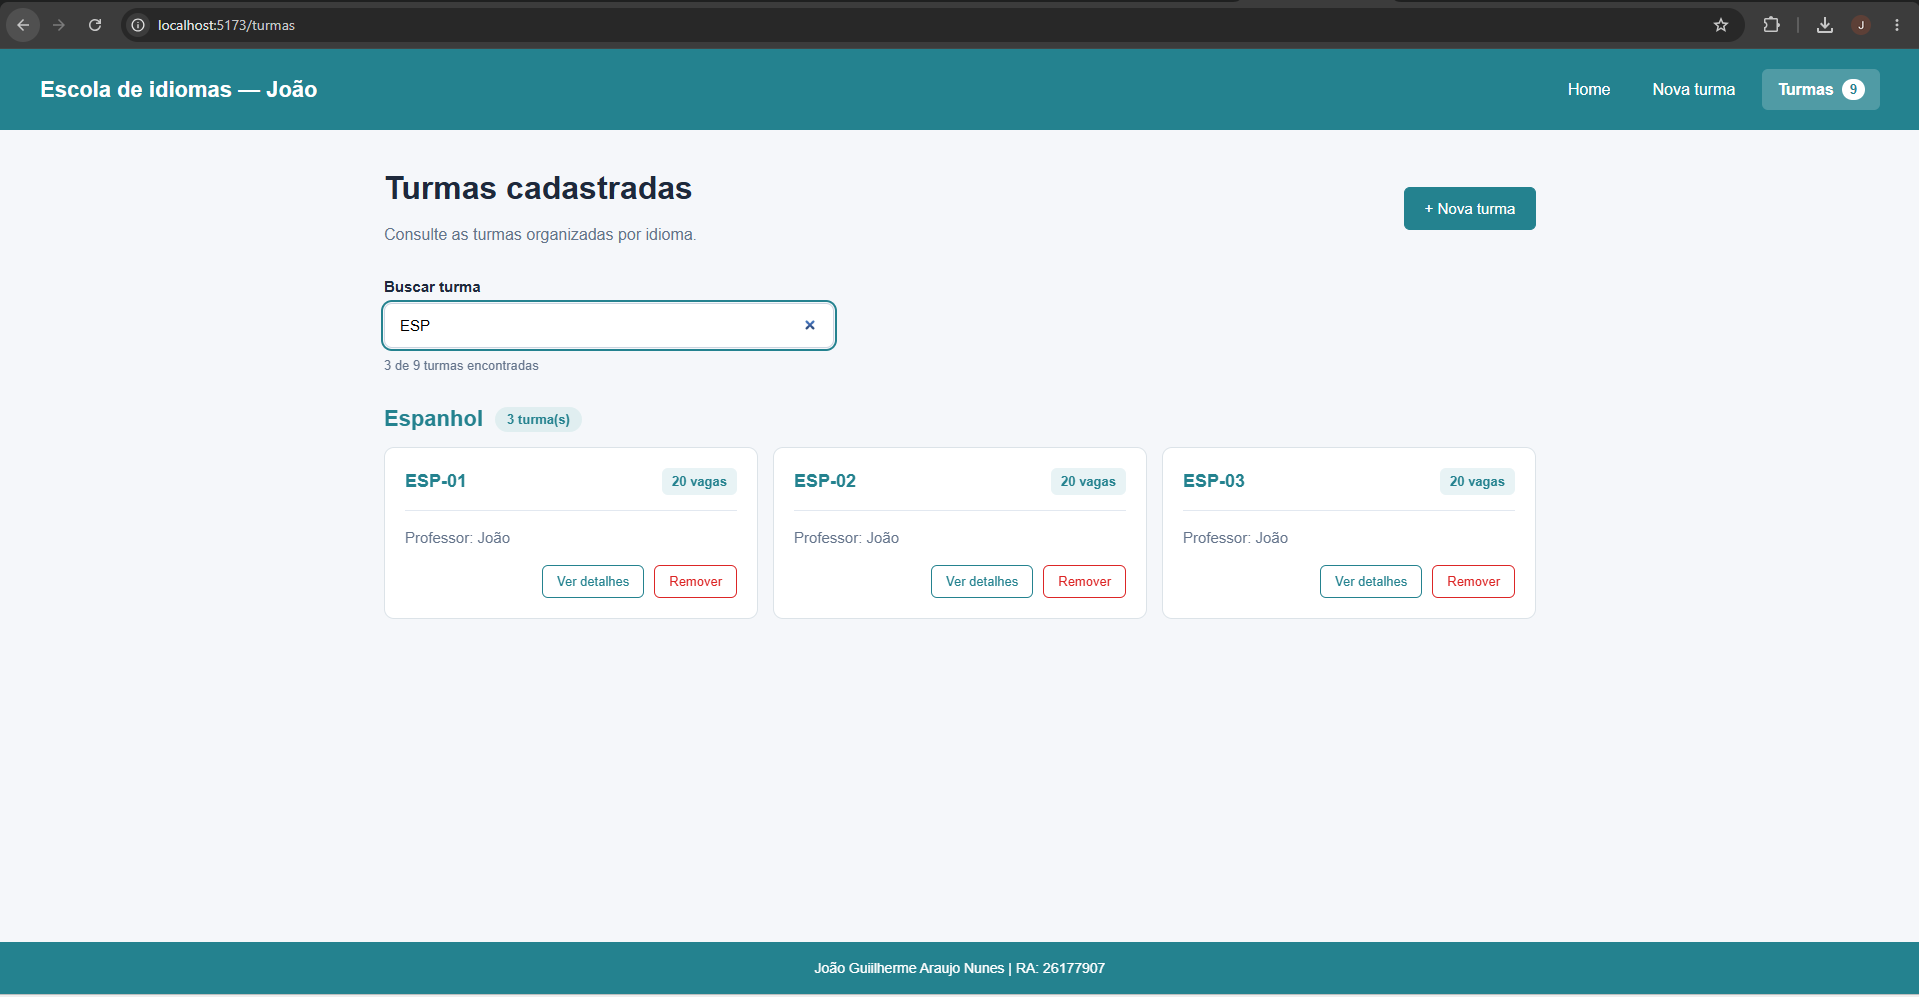 localhost:5173/turmas
J
Escola de idiomas — João
Home
Nova turma
Turmas 9
Turmas cadastradas
+ Nova turma
Consulte as turmas organizadas por idioma.
Buscar turma
ESP
3 de 9 turmas encontradas
Espanhol 3 turma(s)
ESP-01 20 vagas
Professor: João
Ver detalhes Remover
ESP-02 20 vagas
Professor: João
Ver detalhes Remover
ESP-03 20 vagas
Professor: João
Ver detalhes Remover
João Guiilherme Araujo Nunes | RA: 26177907